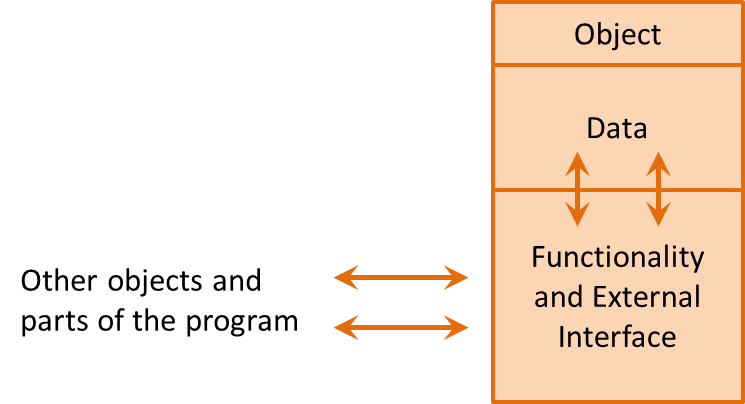 Object
Data
Functionality
and External
Interface
Other objects and
parts of the program